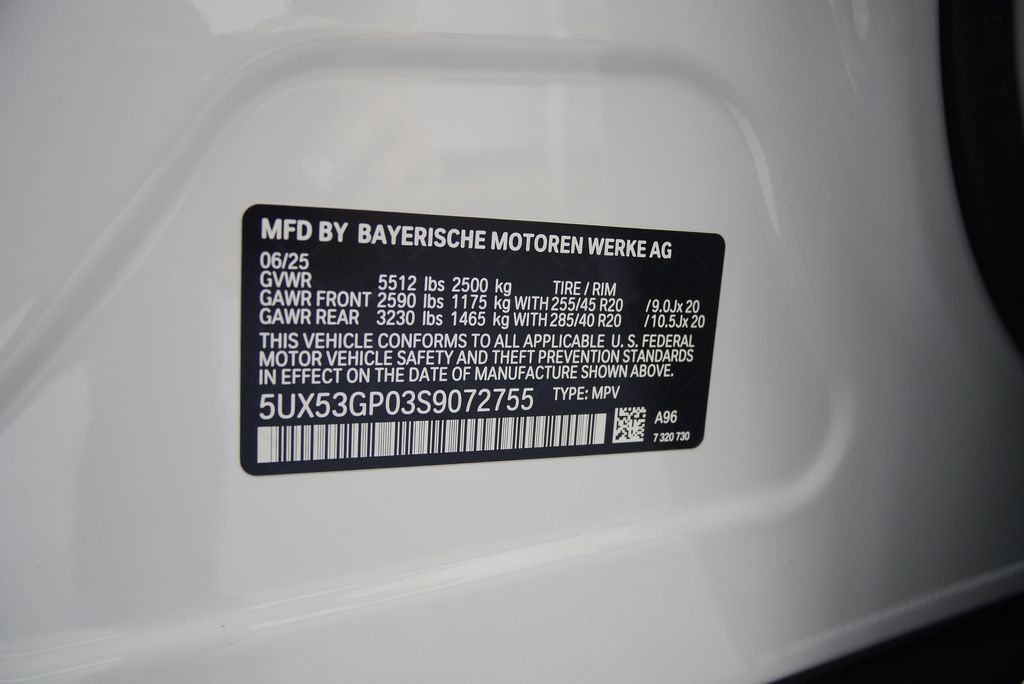 MFD BY BAYERISCHE MOTOREN WERKE AG
06/25
GVWR 5512 lbs 2500 kg TIRE / RIM
GAWR FRONT 2590 lbs 1175 kg WITH 255/45 R20 /9.0Jx 20
GAWR REAR 3230 lbs 1465 kg WITH 285/40 R20 /10.5Jx 20
THIS VEHICLE CONFORMS TO ALL APPLICABLE U. S. FEDERAL
MOTOR VEHICLE SAFETY AND THEFT PREVENTION STANDARDS
IN EFFECT ON THE DATE OF MANUFACTURE SHOWN ABOVE.
5UX53GP03S9072755 TYPE: MPV
A96
7 320 730